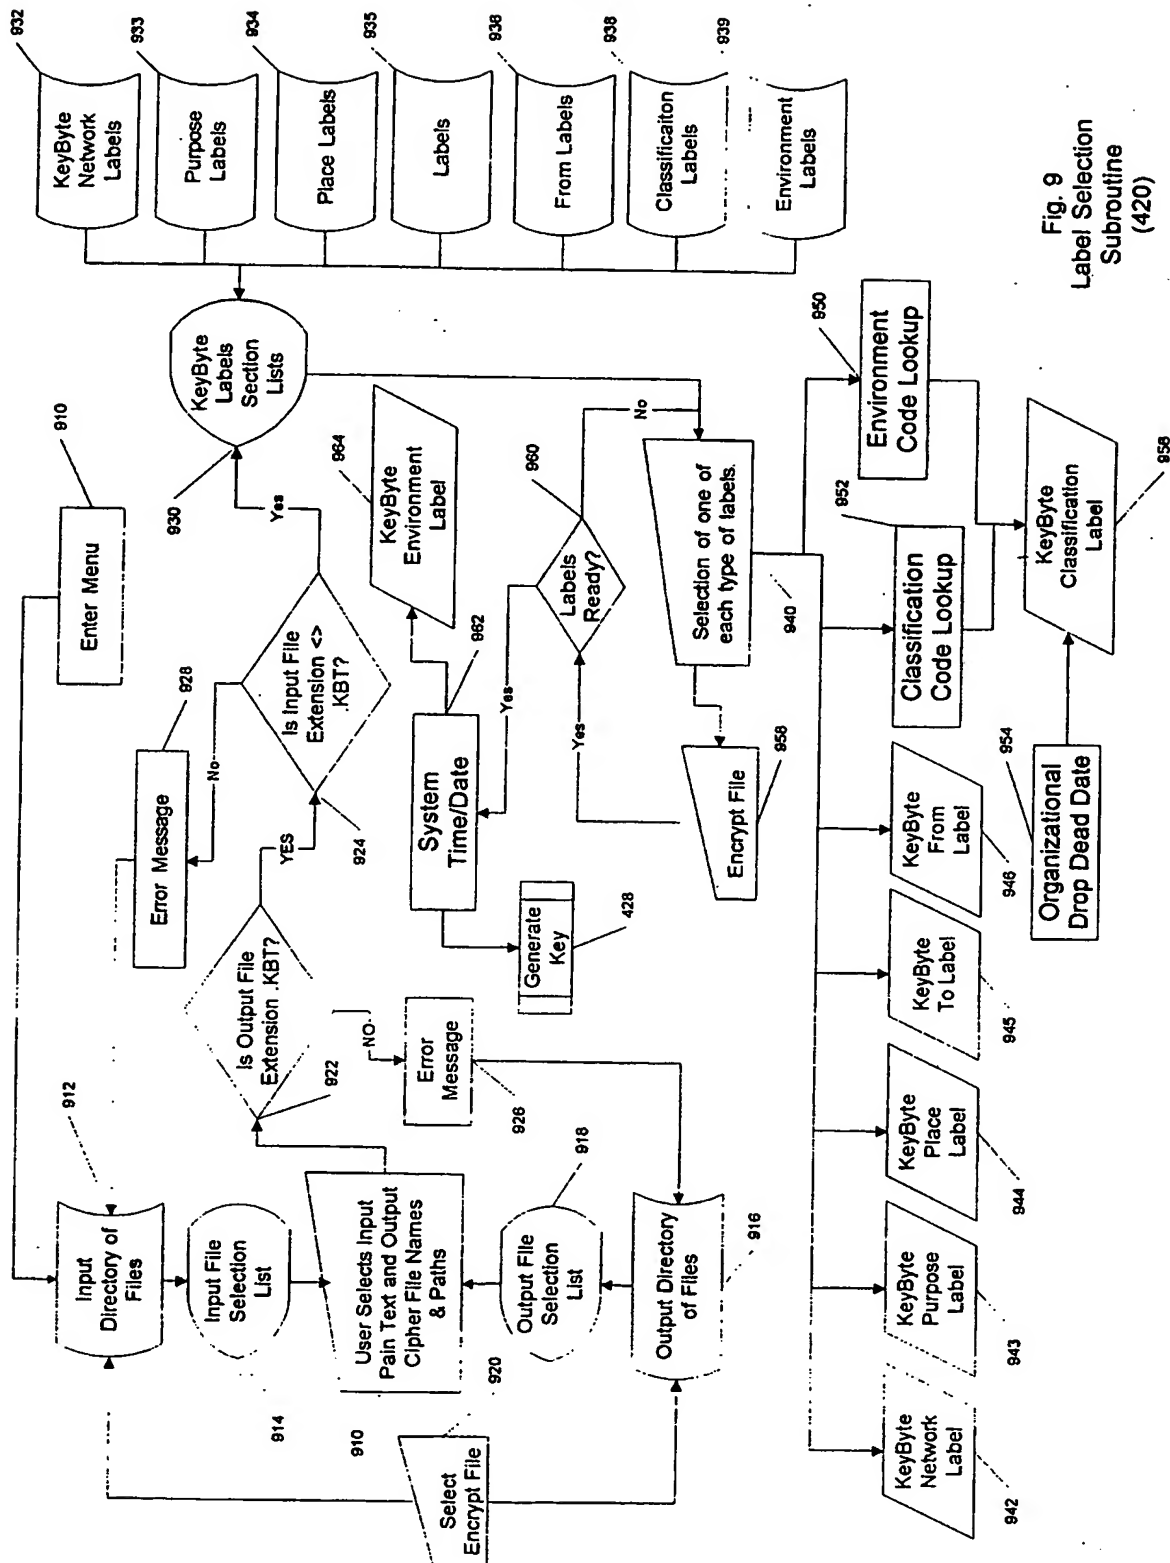 Enter Menu
910
Input
Directory of
Files
912
Input File
Selection
List
914
User Selects Input
Pain Text and Output
Cipher File Names
& Paths
910
Select
Encrypt File
920
Output File
Selection
List
918
Output Directory
of Files
916
Is Output File
Extension .KBT?
922
YES
NO
Error
Message
926
Is Input File
Extension <>
.KBT?
924
No
Yes
Error Message
928
KeyByte
Labels
Section
Lists
930
KeyByte
Network
Labels
932
Purpose
Labels
933
Place Labels
934
Labels
935
From Labels
938
Classificaiton
Labels
938
Environment
Labels
939
System
Time/Date
962
KeyByte
Environment
Label
964
Generate
Key
428
Labels
Ready?
960
No
Yes
Yes
Selection of one of
each type of labels.
940
Encrypt File
958
KeyByte
Network
Label
942
KeyByte
Purpose
Label
943
KeyByte
Place
Label
944
KeyByte
To Label
945
KeyByte
From
Label
946
Classification
Code Lookup
952
Environment
Code Lookup
950
Organizational
Drop Dead Date
954
KeyByte
Classification
Label
956
Fig. 9
Label Selection
Subroutine
(420)